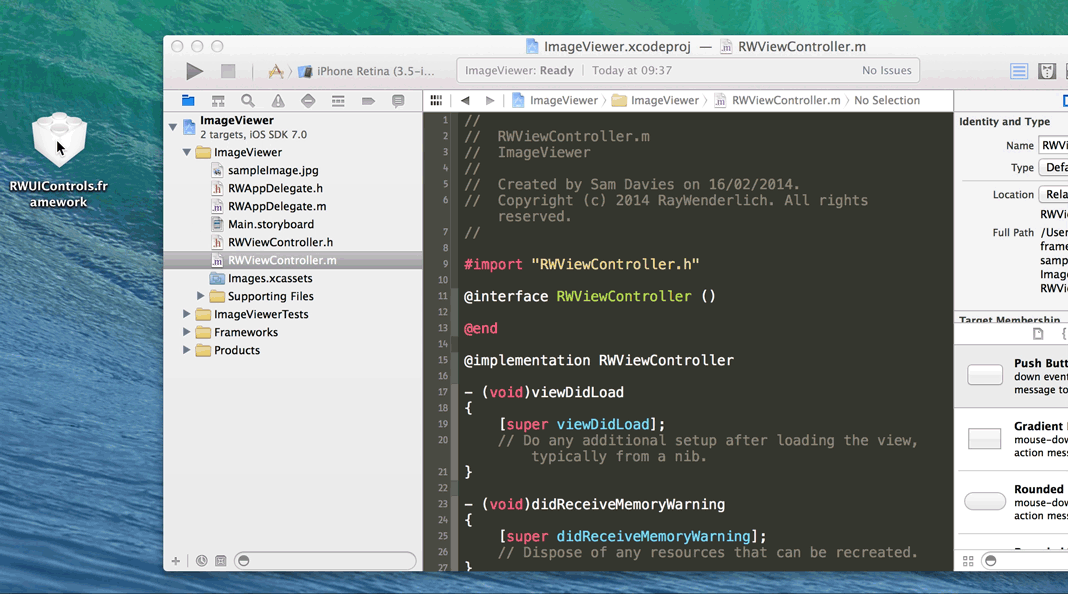 RWUIControls.fr
amework
ImageViewer.xcodeproj — RWViewController.m
iPhone Retina (3.5-i...
ImageViewer: Ready | Today at 09:37
No Issues
ImageViewer
2 targets, iOS SDK 7.0
ImageViewer
sampleImage.jpg
RWAppDelegate.h
RWAppDelegate.m
Main.storyboard
RWViewController.h
RWViewController.m
Images.xcassets
Supporting Files
ImageViewerTests
Frameworks
Products
ImageViewer ImageViewer RWViewController.m No Selection
1 //
2 //  RWViewController.m
3 //  ImageViewer
4 //
5 //  Created by Sam Davies on 16/02/2014.
6 //  Copyright (c) 2014 RayWenderlich. All rights
reserved.
7 //
8
9 #import "RWViewController.h"
10
11 @interface RWViewController ()
12
13 @end
14
15 @implementation RWViewController
16
17 - (void)viewDidLoad
18 {
19 [super viewDidLoad];
20 // Do any additional setup after loading the view,
typically from a nib.
21 }
22
23 - (void)didReceiveMemoryWarning
24 {
25 [super didReceiveMemoryWarning];
26 // Dispose of any resources that can be recreated.
27 }
Identity and Type
Name RWVi
Type Defa
Location Rela
RWVi
Full Path /User
frame
samp
Imag
RWVi
Target Membership
Push Butt
down event
message to
Gradient
mouse-dow
action mess
Rounded
mouse-dow
action mess